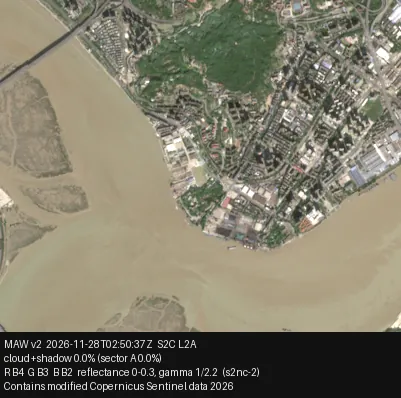 MAW v2 2026-11-28T02:50:37Z S2C L2A
cloud+shadow 0.0% (sector A 0.0%)
R B4 G B3 B B2 reflectance 0-0.3, gamma 1/2.2 (s2nc-2)
Contains modified Copernicus Sentinel data 2026